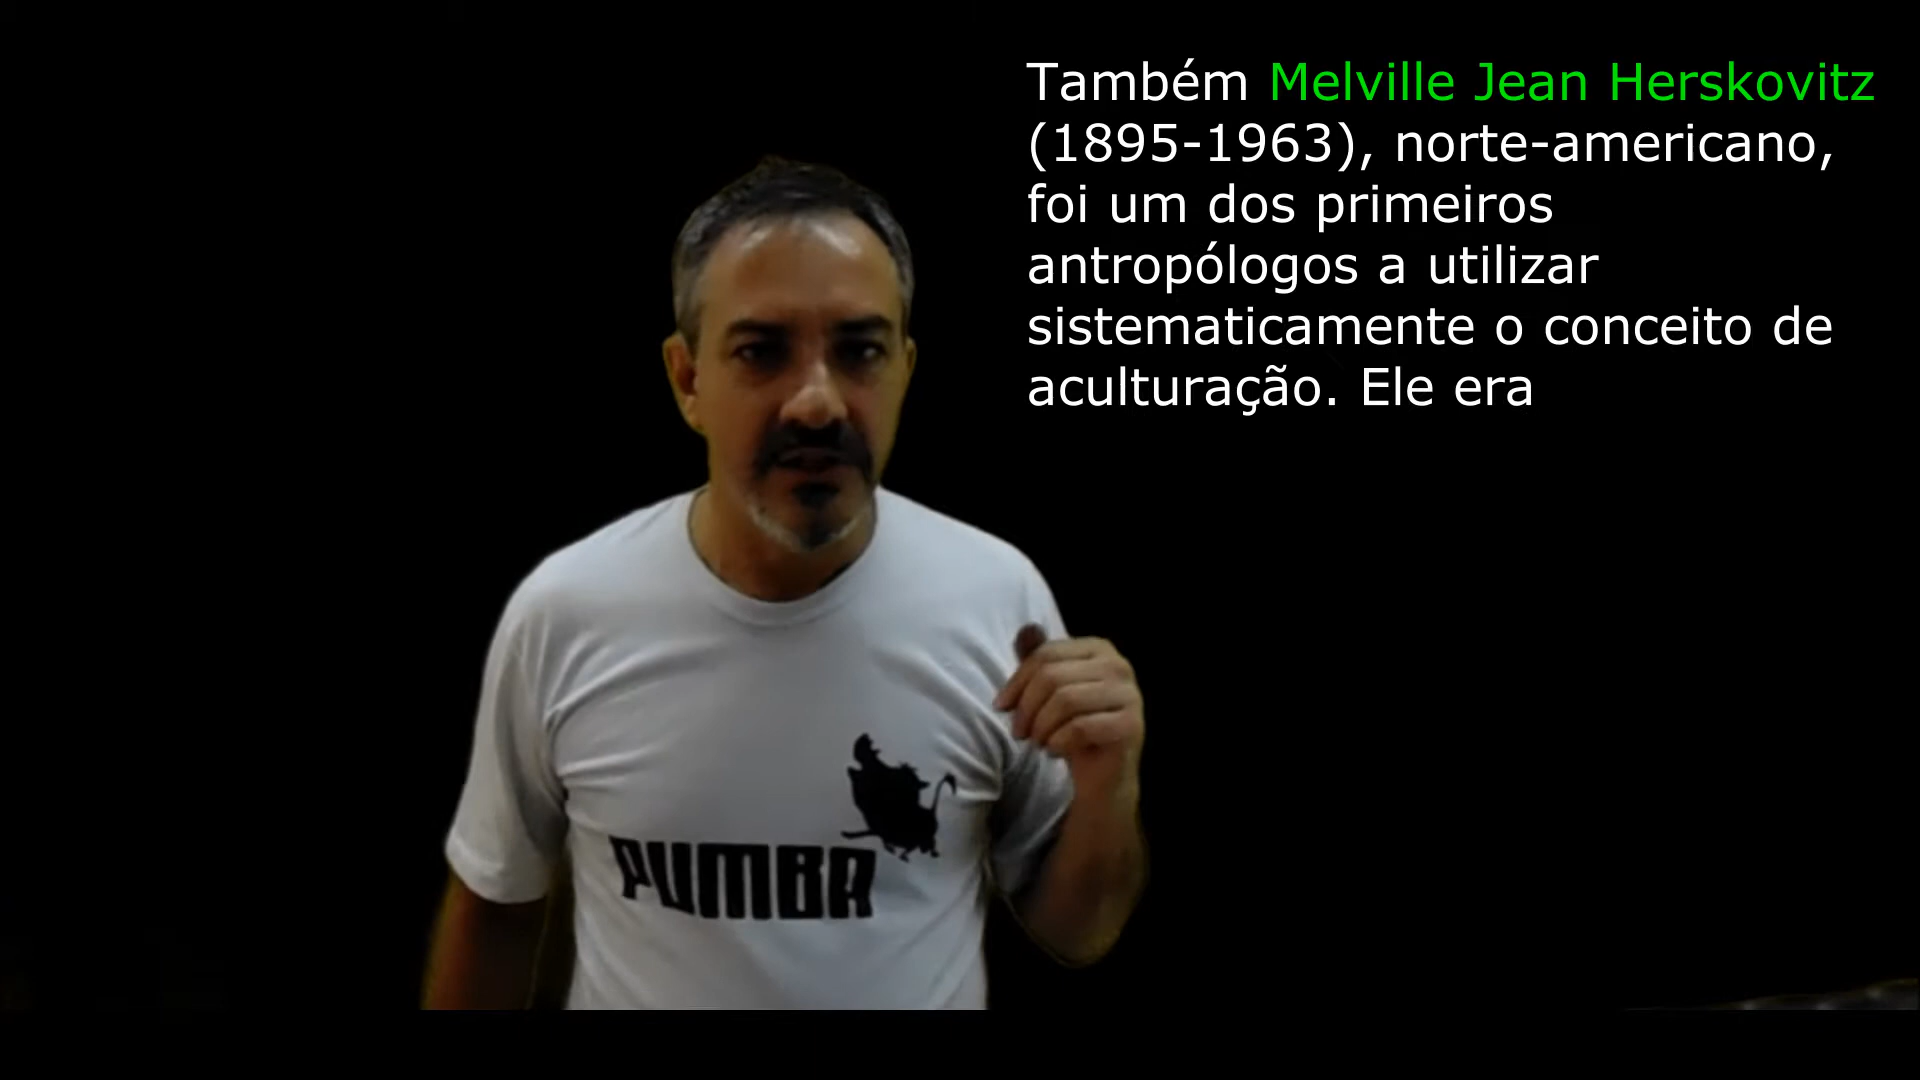 Também Melville Jean Herskovitz
(1895-1963), norte-americano,
foi um dos primeiros
antropólogos a utilizar
sistematicamente o conceito de
aculturação. Ele era
PUMBA